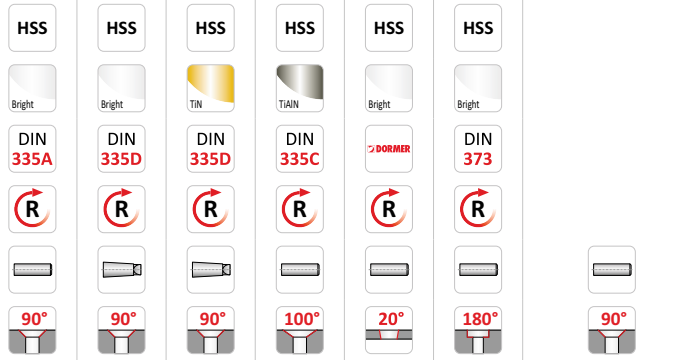 HSS HSS HSS HSS HSS HSS
Bright Bright TiN TiAlN Bright Bright
DIN DIN DIN DIN DORMER DIN
335A 335D 335D 335C 373
R R R R R R
90° 90° 90° 100° 20° 180° 90°